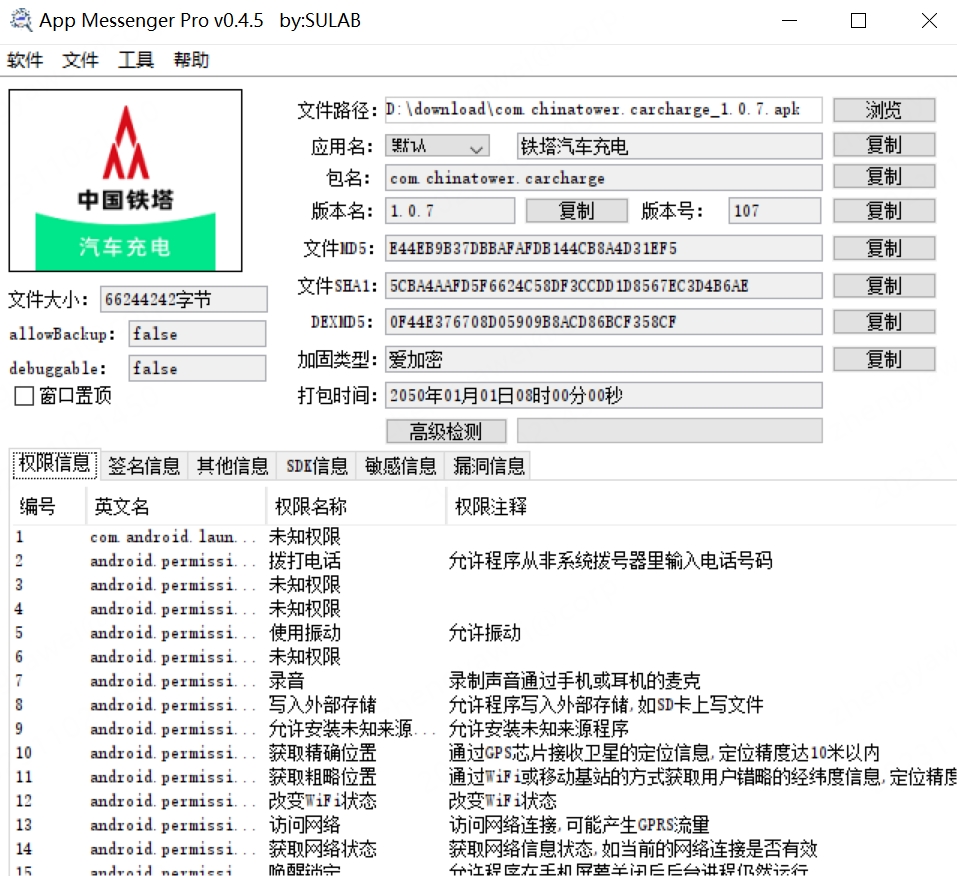 App Messenger Pro v0.4.5 by:SULAB
软件 文件 工具 帮助
中国铁塔
汽车充电
文件路径: D:\download\com.chinatower.carcharge_1.0.7.apk 浏览
应用名: 默认 铁塔汽车充电 复制
包名: com.chinatower.carcharge 复制
版本名: 1.0.7 复制 版本号: 107 复制
文件MD5: E44EB9B37DBBAFAFDB144CB8A4D31EF5 复制
文件大小: 66244242字节
文件SHA1: 5CBA4AAFD5F6624C58DF3CCDD1D8567EC3D4B6AE 复制
allowBackup: false
DEXMD5: 0F44E376708D05909B8ACD86BCF358CF 复制
debuggable: false
加固类型: 爱加密 复制
窗口置顶
打包时间: 2050年01月01日08时00分00秒
高级检测
权限信息 签名信息 其他信息 SDK信息 敏感信息 漏洞信息
编号 英文名 权限名称 权限注释
1 com.android.laun... 未知权限
2 android.permissi... 拨打电话 允许程序从非系统拨号器里输入电话号码
3 android.permissi... 未知权限
4 android.permissi... 未知权限
5 android.permissi... 使用振动 允许振动
6 android.permissi... 未知权限
7 android.permissi... 录音 录制声音通过手机或耳机的麦克
8 android.permissi... 写入外部存储 允许程序写入外部存储,如SD卡上写文件
9 android.permissi... 允许安装未知来源... 允许安装未知来源程序
10 android.permissi... 获取精确位置 通过GPS芯片接收卫星的定位信息,定位精度达10米以内
11 android.permissi... 获取粗略位置 通过WiFi或移动基站的方式获取用户错略的经纬度信息,定位精度
12 android.permissi... 改变WiFi状态 改变WiFi状态
13 android.permissi... 访问网络 访问网络连接,可能产生GPRS流量
14 android.permissi... 获取网络状态 获取网络信息状态,如当前的网络连接是否有效
15 android.permissi... 唤醒锁定 允许程序在手机屏幕关闭后后台进程仍然运行